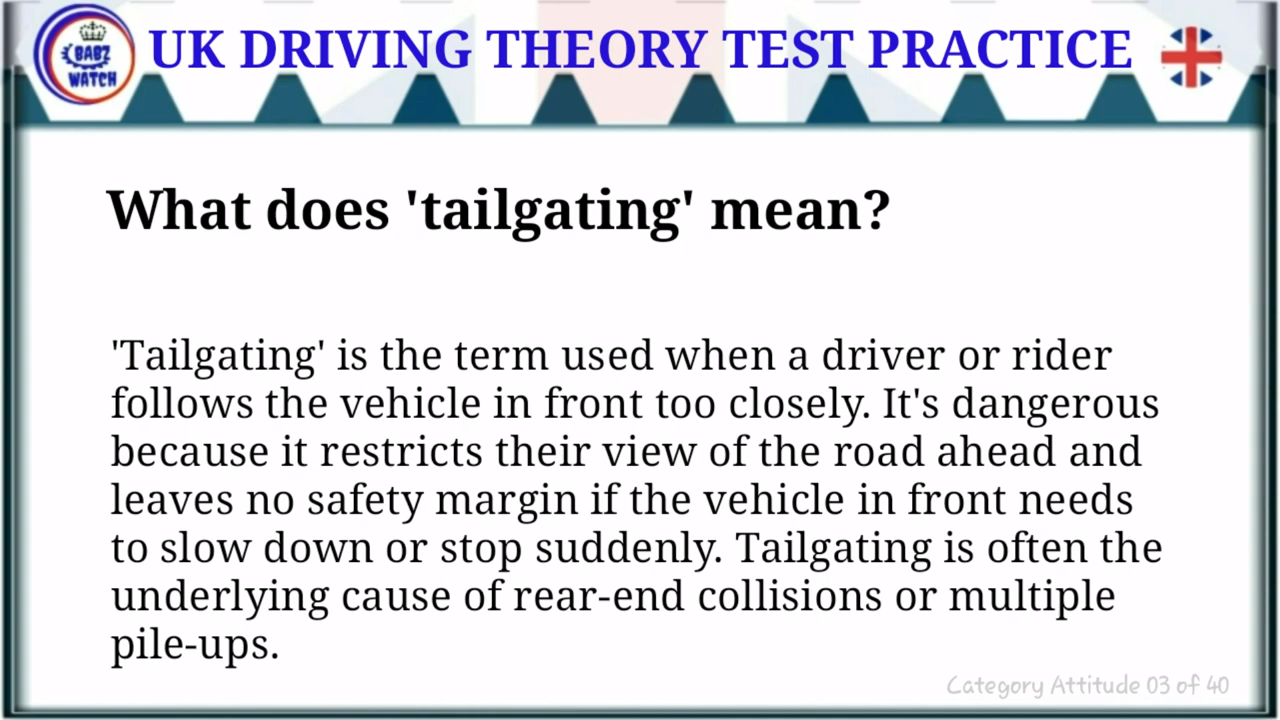 BABZ
WATCH
UK DRIVING THEORY TEST PRACTICE
What does 'tailgating' mean?
'Tailgating' is the term used when a driver or rider
follows the vehicle in front too closely. It's dangerous
because it restricts their view of the road ahead and
leaves no safety margin if the vehicle in front needs
to slow down or stop suddenly. Tailgating is often the
underlying cause of rear-end collisions or multiple
pile-ups.
Category Attitude 03 of 40